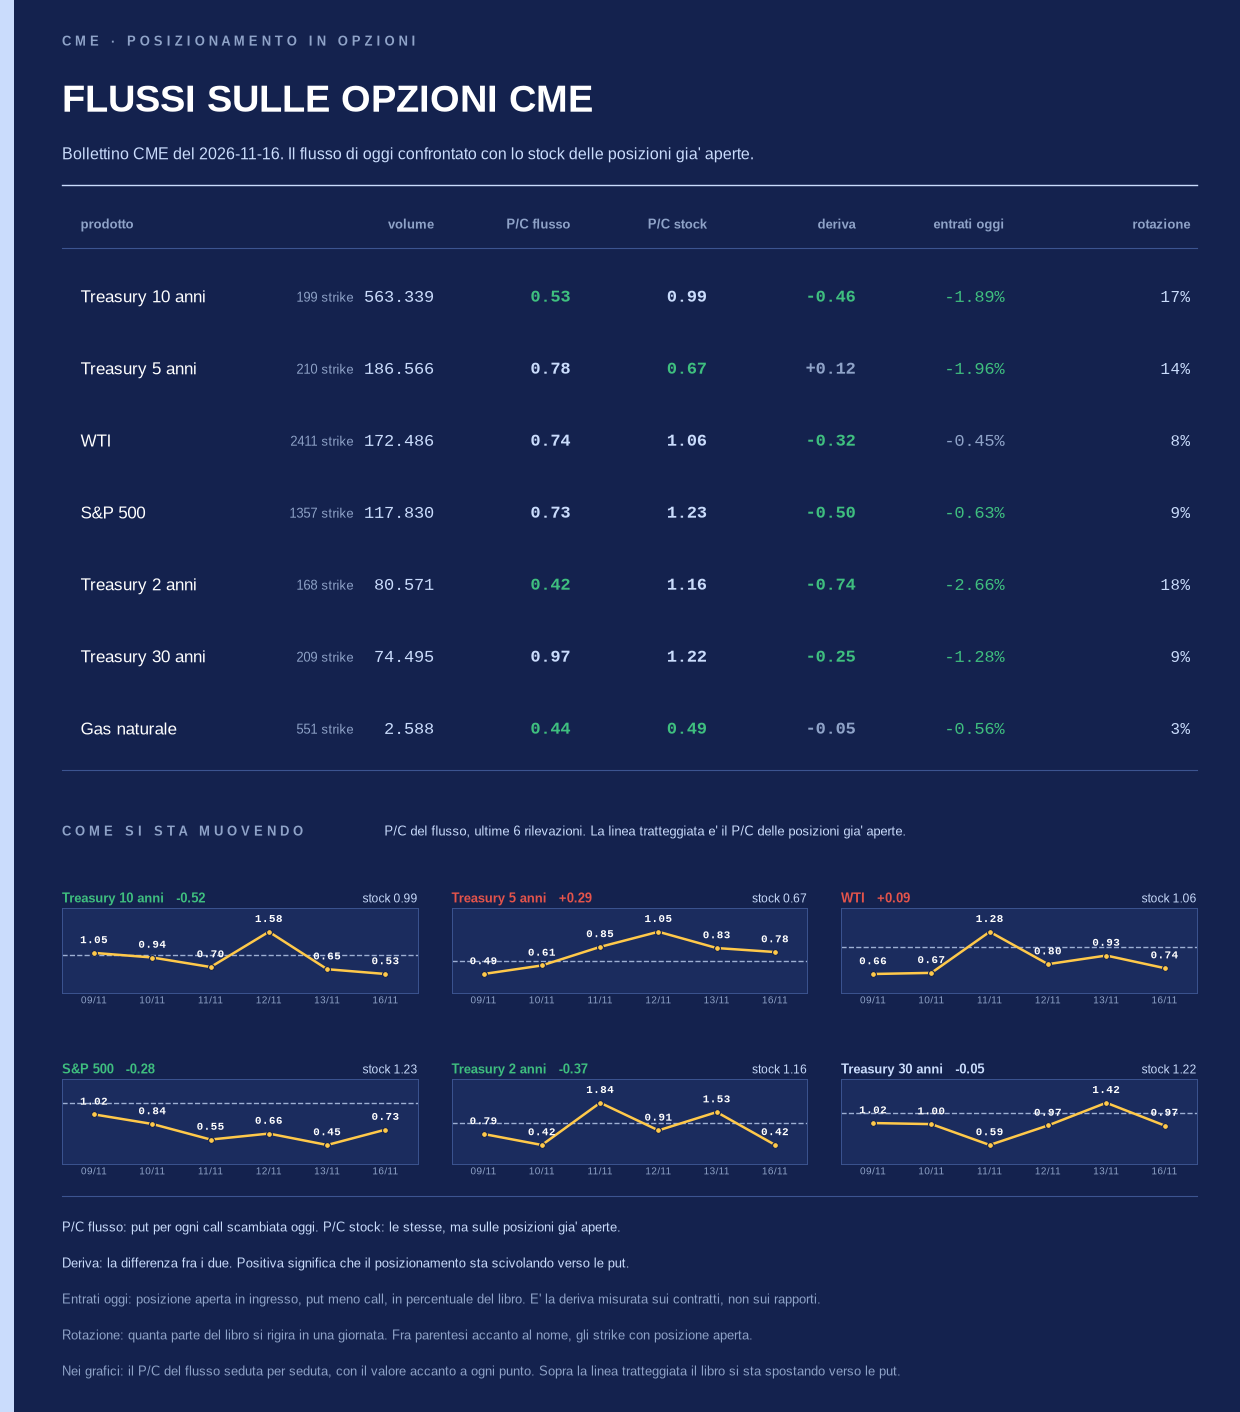 CME · POSIZIONAMENTO IN OPZIONI
FLUSSI SULLE OPZIONI CME
Bollettino CME del 2026-11-16. Il flusso di oggi confrontato con lo stock delle posizioni gia' aperte.
prodotto volume P/C flusso P/C stock deriva entrati oggi rotazione
Treasury 10 anni 199 strike 563.339 0.53 0.99 -0.46 -1.89% 17%
Treasury 5 anni 210 strike 186.566 0.78 0.67 +0.12 -1.96% 14%
WTI 2411 strike 172.486 0.74 1.06 -0.32 -0.45% 8%
S&P 500 1357 strike 117.830 0.73 1.23 -0.50 -0.63% 9%
Treasury 2 anni 168 strike 80.571 0.42 1.16 -0.74 -2.66% 18%
Treasury 30 anni 209 strike 74.495 0.97 1.22 -0.25 -1.28% 9%
Gas naturale 551 strike 2.588 0.44 0.49 -0.05 -0.56% 3%
COME SI STA MUOVENDO P/C del flusso, ultime 6 rilevazioni. La linea tratteggiata e' il P/C delle posizioni gia' aperte.
Treasury 10 anni -0.52 stock 0.99
1.05 0.94 0.70 1.58 0.65 0.53
09/11 10/11 11/11 12/11 13/11 16/11
Treasury 5 anni +0.29 stock 0.67
0.49 0.61 0.85 1.05 0.83 0.78
09/11 10/11 11/11 12/11 13/11 16/11
WTI +0.09 stock 1.06
0.66 0.67 1.28 0.80 0.93 0.74
09/11 10/11 11/11 12/11 13/11 16/11
S&P 500 -0.28 stock 1.23
1.02 0.84 0.55 0.66 0.45 0.73
09/11 10/11 11/11 12/11 13/11 16/11
Treasury 2 anni -0.37 stock 1.16
0.79 0.42 1.84 0.91 1.53 0.42
09/11 10/11 11/11 12/11 13/11 16/11
Treasury 30 anni -0.05 stock 1.22
1.02 1.00 0.59 0.97 1.42 0.97
09/11 10/11 11/11 12/11 13/11 16/11
P/C flusso: put per ogni call scambiata oggi. P/C stock: le stesse, ma sulle posizioni gia' aperte.
Deriva: la differenza fra i due. Positiva significa che il posizionamento sta scivolando verso le put.
Entrati oggi: posizione aperta in ingresso, put meno call, in percentuale del libro. E' la deriva misurata sui contratti, non sui rapporti.
Rotazione: quanta parte del libro si rigira in una giornata. Fra parentesi accanto al nome, gli strike con posizione aperta.
Nei grafici: il P/C del flusso seduta per seduta, con il valore accanto a ogni punto. Sopra la linea tratteggiata il libro si sta spostando verso le put.